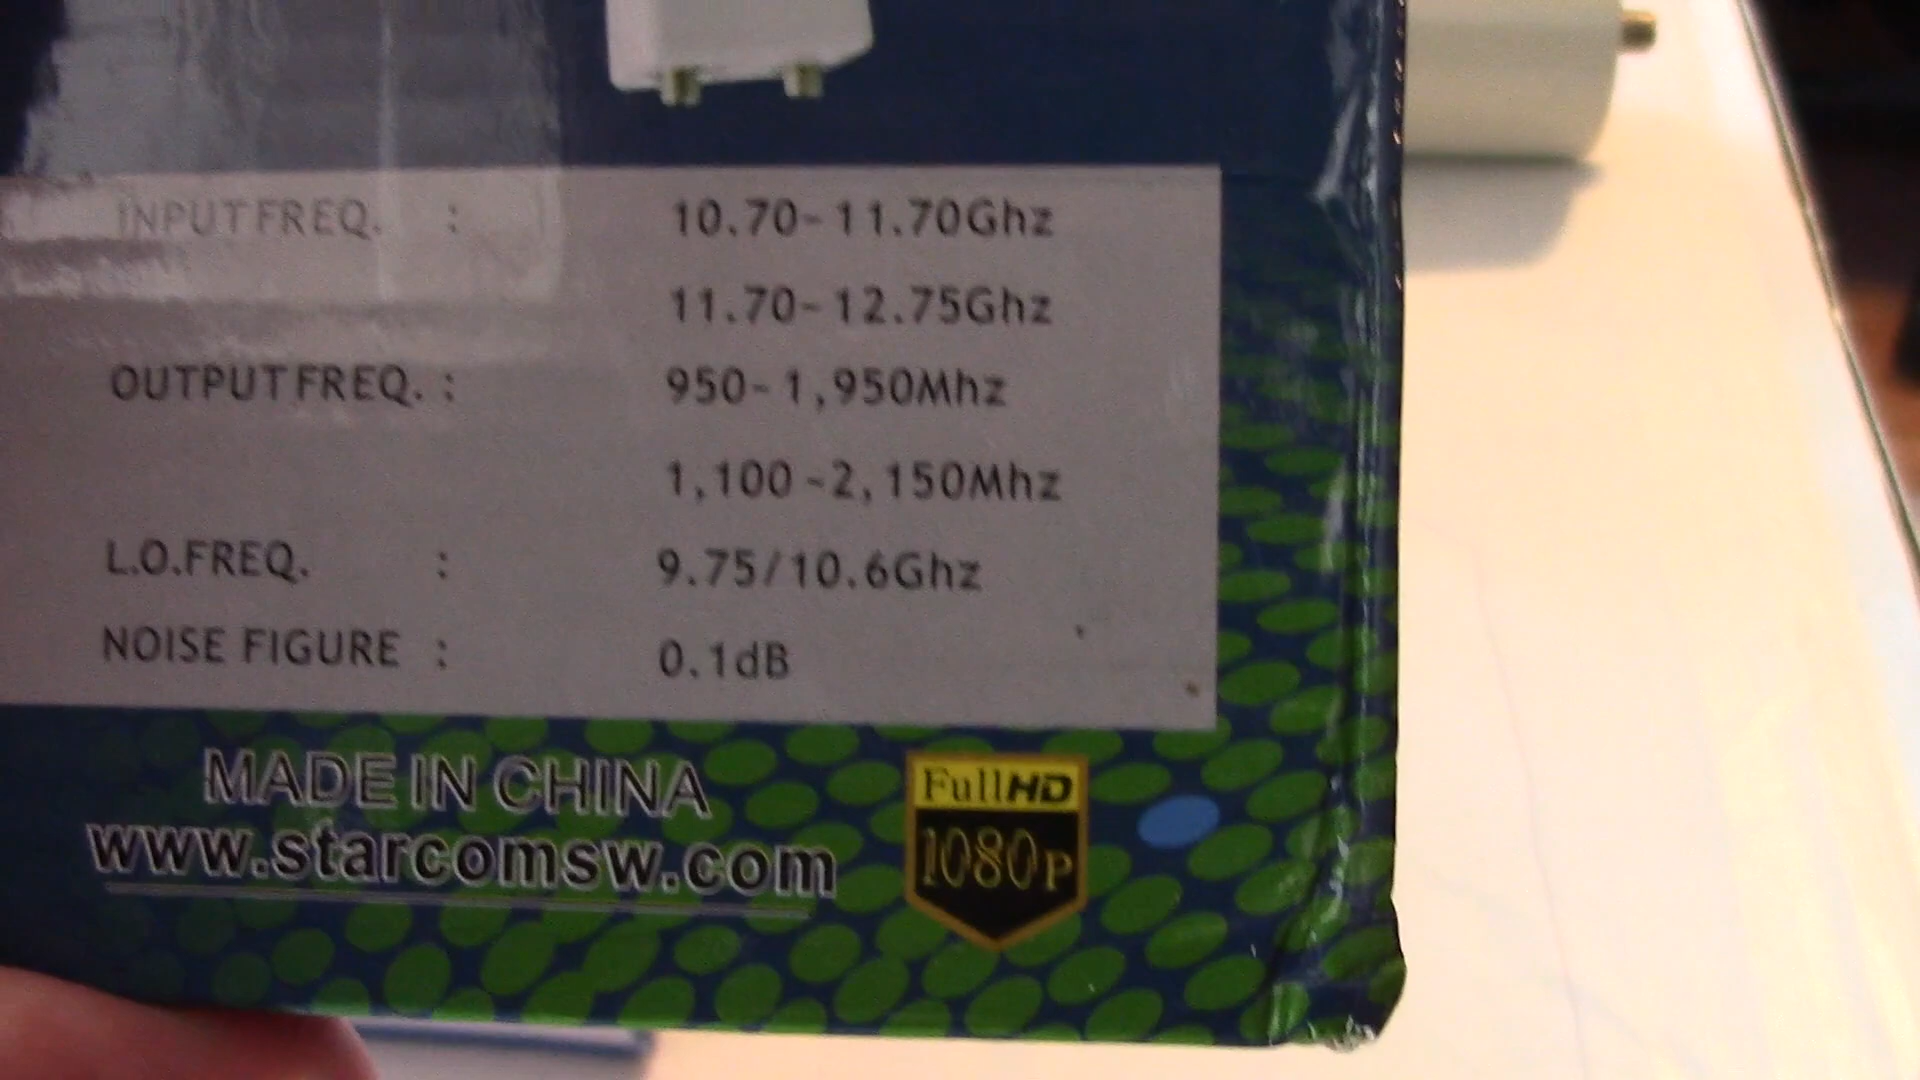 INPUT FREQ. : 10.70~11.70Ghz
11.70~12.75Ghz
OUTPUT FREQ. : 950~1,950Mhz
1,100~2,150Mhz
L.O.FREQ. : 9.75/10.6Ghz
NOISE FIGURE : 0.1dB
MADE IN CHINA
www.starcomsw.com
FullHD
1080p